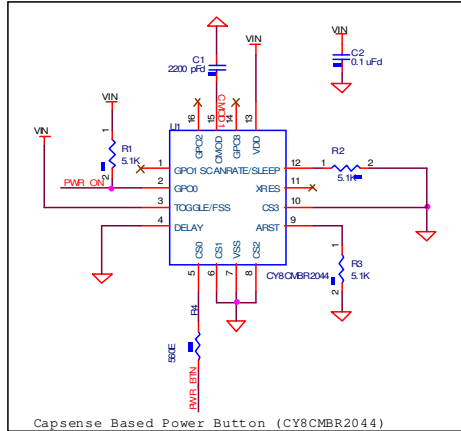 VIN
C1
2200 pFd
VIN
C2
0.1 uFd
CMOD1
VIN
VIN
1
R1
5.1K
2
PWR_ON
U1
16
15
14
13
GPO2
CMOD
GPO3
VDD
1
GPO1
SCANRATE/SLEEP
12
1
R2
2
5.1K
2
GPO0
XRES
11
3
TOGGLE/FSS
CS3
10
4
DELAY
ARST
9
CS0
CS1
VSS
CS2
5
6
7
8
CY8CMBR2044
1
R3
5.1K
2
R4
560E
PWR_BTN
Capsense Based Power Button (CY8CMBR2044)